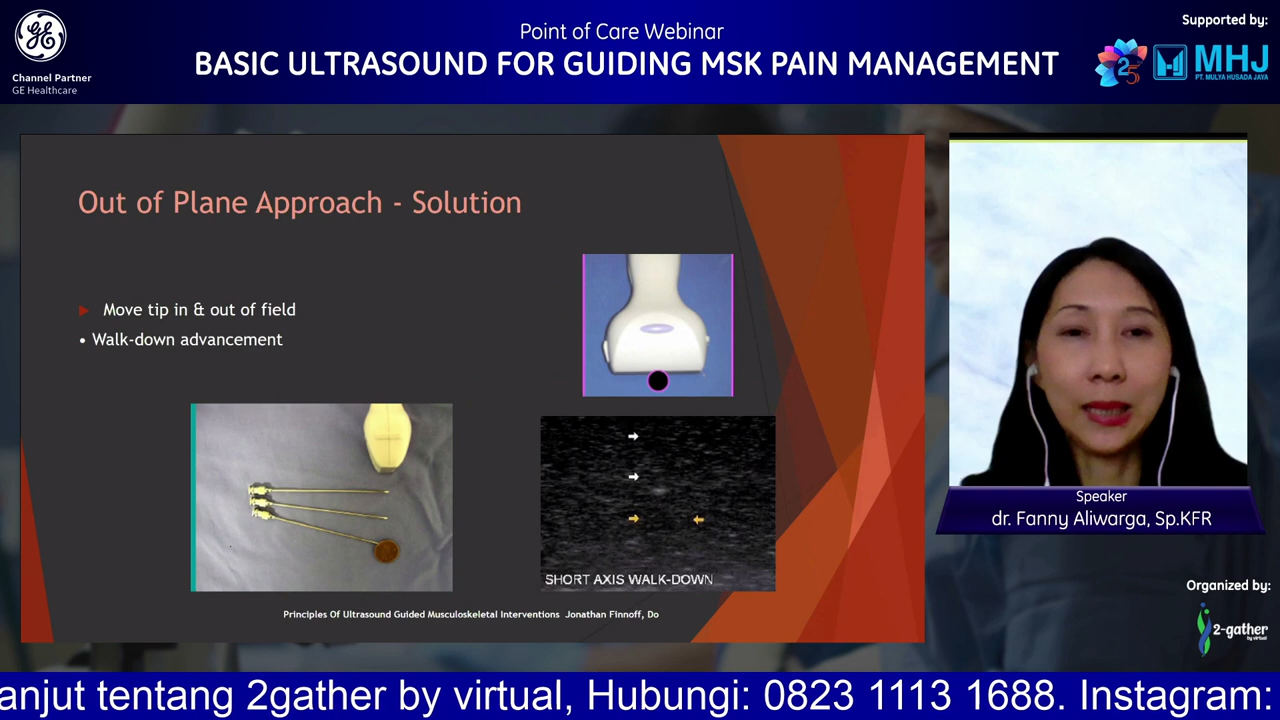 Point of Care Webinar
BASIC ULTRASOUND FOR GUIDING MSK PAIN MANAGEMENT
Channel Partner
GE Healthcare
Supported by:
25
MHJ
PT. MULYA HUSADA JAYA
Out of Plane Approach - Solution
Move tip in & out of field
• Walk-down advancement
SHORT AXIS WALK-DOWN
Principles Of Ultrasound Guided Musculoskeletal Interventions Jonathan Finnoff, Do
Speaker
dr. Fanny Aliwarga, Sp.KFR
Organized by:
2-gather
by virtual
anjut tentang 2gather by virtual, Hubungi: 0823 1113 1688. Instagram: